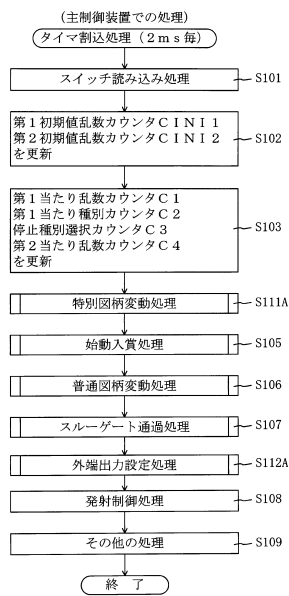 (主制御装置での処理)
タイマ割込処理(2ms毎)
スイッチ読み込み処理
S101
第1初期値乱数カウンタCINI1
第2初期値乱数カウンタCINI2
を更新
S102
第1当たり乱数カウンタC1
第1当たり種別カウンタC2
停止種別選択カウンタC3
第2当たり乱数カウンタC4
を更新
S103
特別図柄変動処理
S111A
始動入賞処理
S105
普通図柄変動処理
S106
スルーゲート通過処理
S107
外端出力設定処理
S112A
発射制御処理
S108
その他の処理
S109
終 了